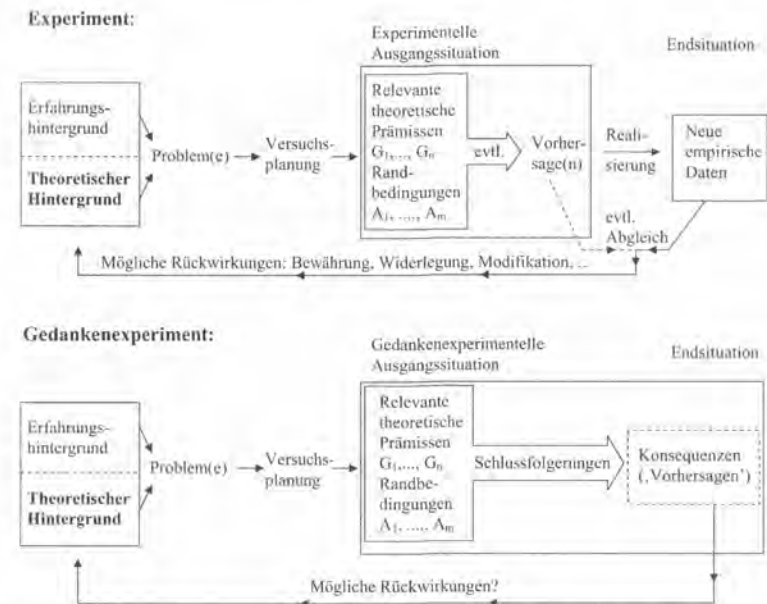 Experiment:
Experimentelle
Ausgangssituation
Endsituation
Erfahrungs-
hintergrund
Theoretischer
Hintergrund
Problem(e)
Versuchs-
planung
Relevante
theoretische
Prämissen
G1,..., Gn
Rand-
bedingungen
A1, ...., Am
evtl.
Vorher-
sage(n)
Reali-
sierung
Neue
empirische
Daten
evtl.
Abgleich
Mögliche Rückwirkungen: Bewährung, Widerlegung, Modifikation, ...
Gedankenexperiment:
Gedankenexperimentelle
Ausgangssituation
Endsituation
Erfahrungs-
hintergrund
Theoretischer
Hintergrund
Problem(e)
Versuchs-
planung
Relevante
theoretische
Prämissen
G1,..., Gn
Randbe-
dingungen
A1, ...., Am
Schlussfolgerungen
Konsequenzen
(‚Vorhersagen’)
Mögliche Rückwirkungen?